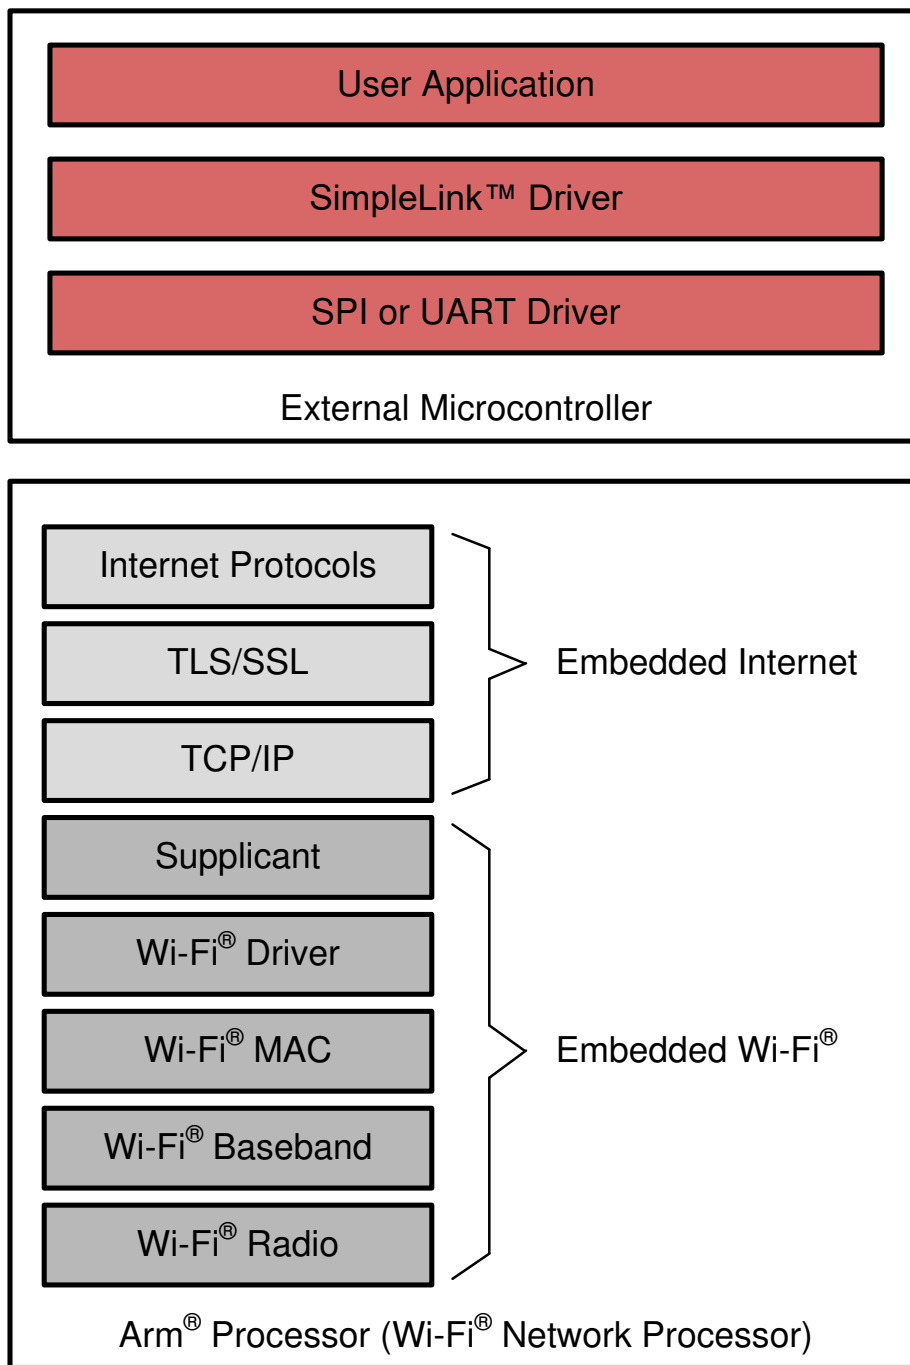 User Application
SimpleLink™ Driver
SPI or UART Driver
External Microcontroller
Internet Protocols
TLS/SSL
TCP/IP
Embedded Internet
Supplicant
Wi-Fi® Driver
Wi-Fi® MAC
Wi-Fi® Baseband
Wi-Fi® Radio
Embedded Wi-Fi®
Arm® Processor (Wi-Fi® Network Processor)